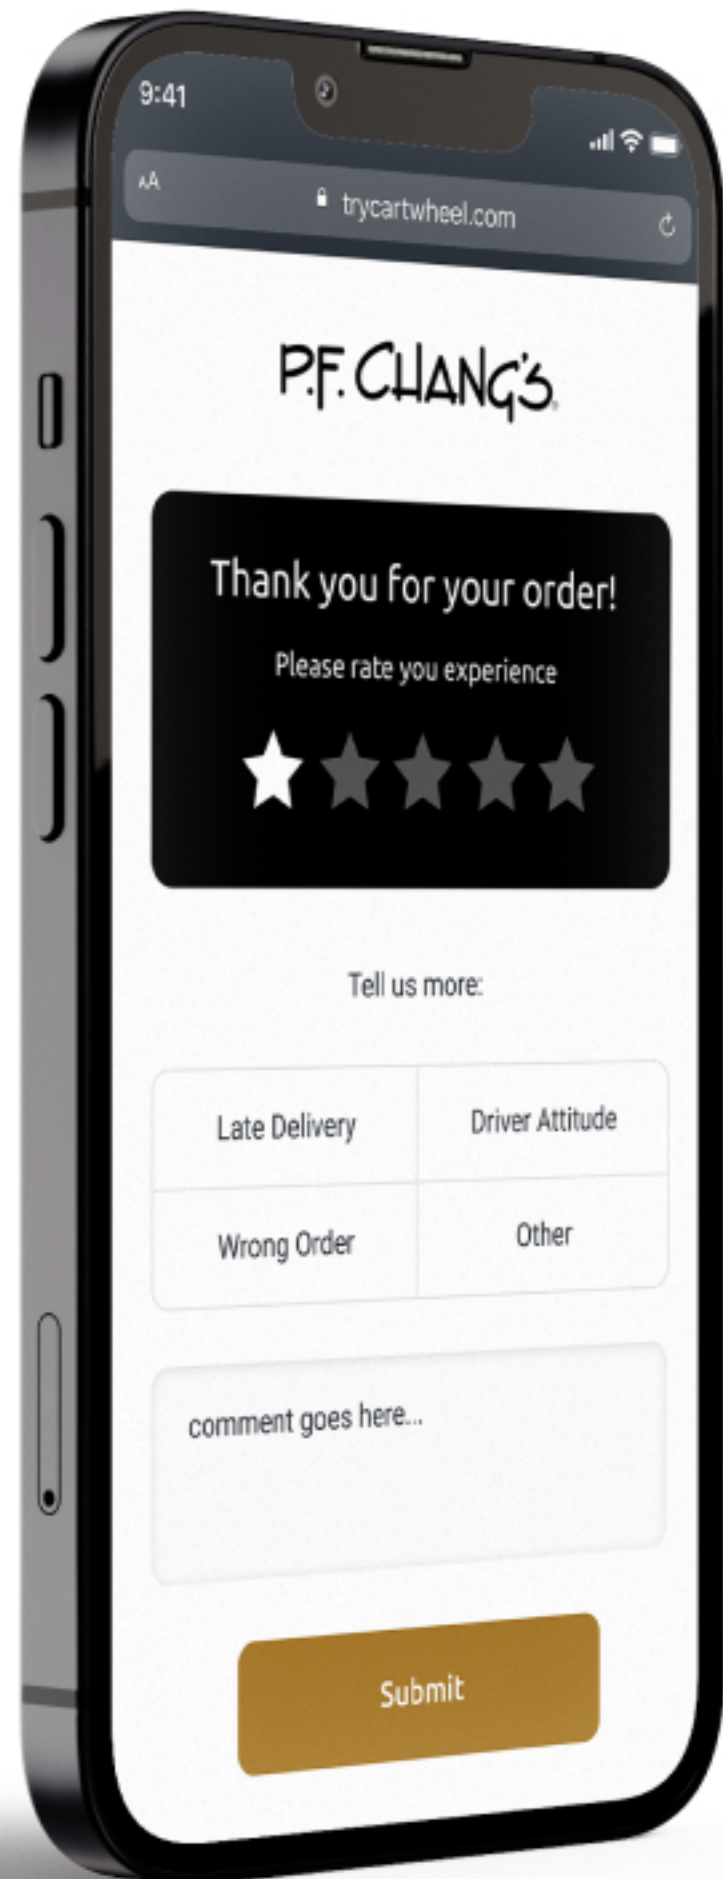 9:41
AA
trycartwheel.com
P.F. CHANG'S
Thank you for your order!
Please rate you experience
Tell us more:
Late Delivery
Driver Attitude
Wrong Order
Other
comment goes here...
Submit